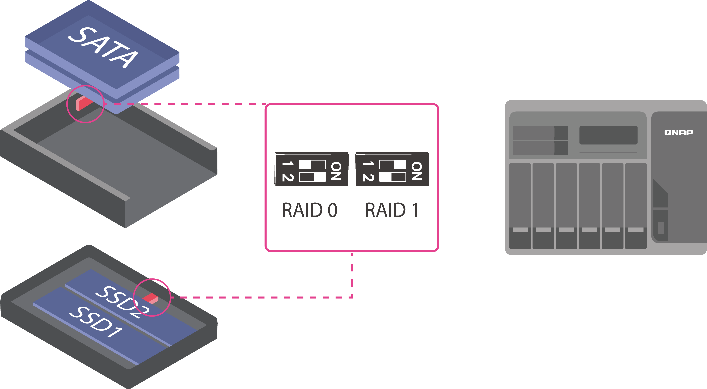 SATA
1 2 ON
1 2 ON
RAID 0
RAID 1
QNAP
SSD2
SSD1